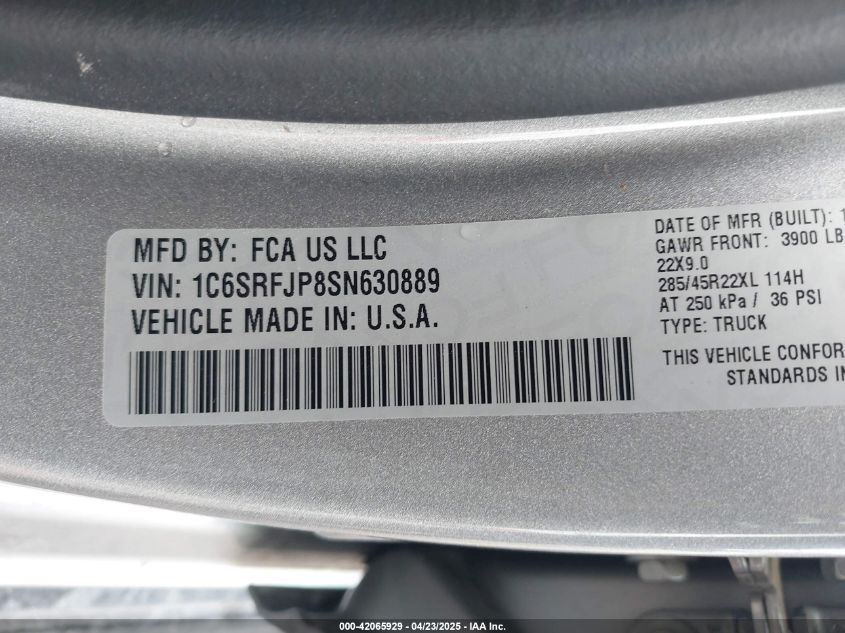 MFD BY: FCA US LLC
VIN: 1C6SRFJP8SN630889
VEHICLE MADE IN: U.S.A.
DATE OF MFR (BUILT): 1
GAWR FRONT: 3900 LB
22X9.0
285/45R22XL 114H
AT 250 kPa / 36 PSI
TYPE: TRUCK
THIS VEHICLE CONFOR
STANDARDS IN
000-42065929 - 04/23/2025 - IAA Inc.